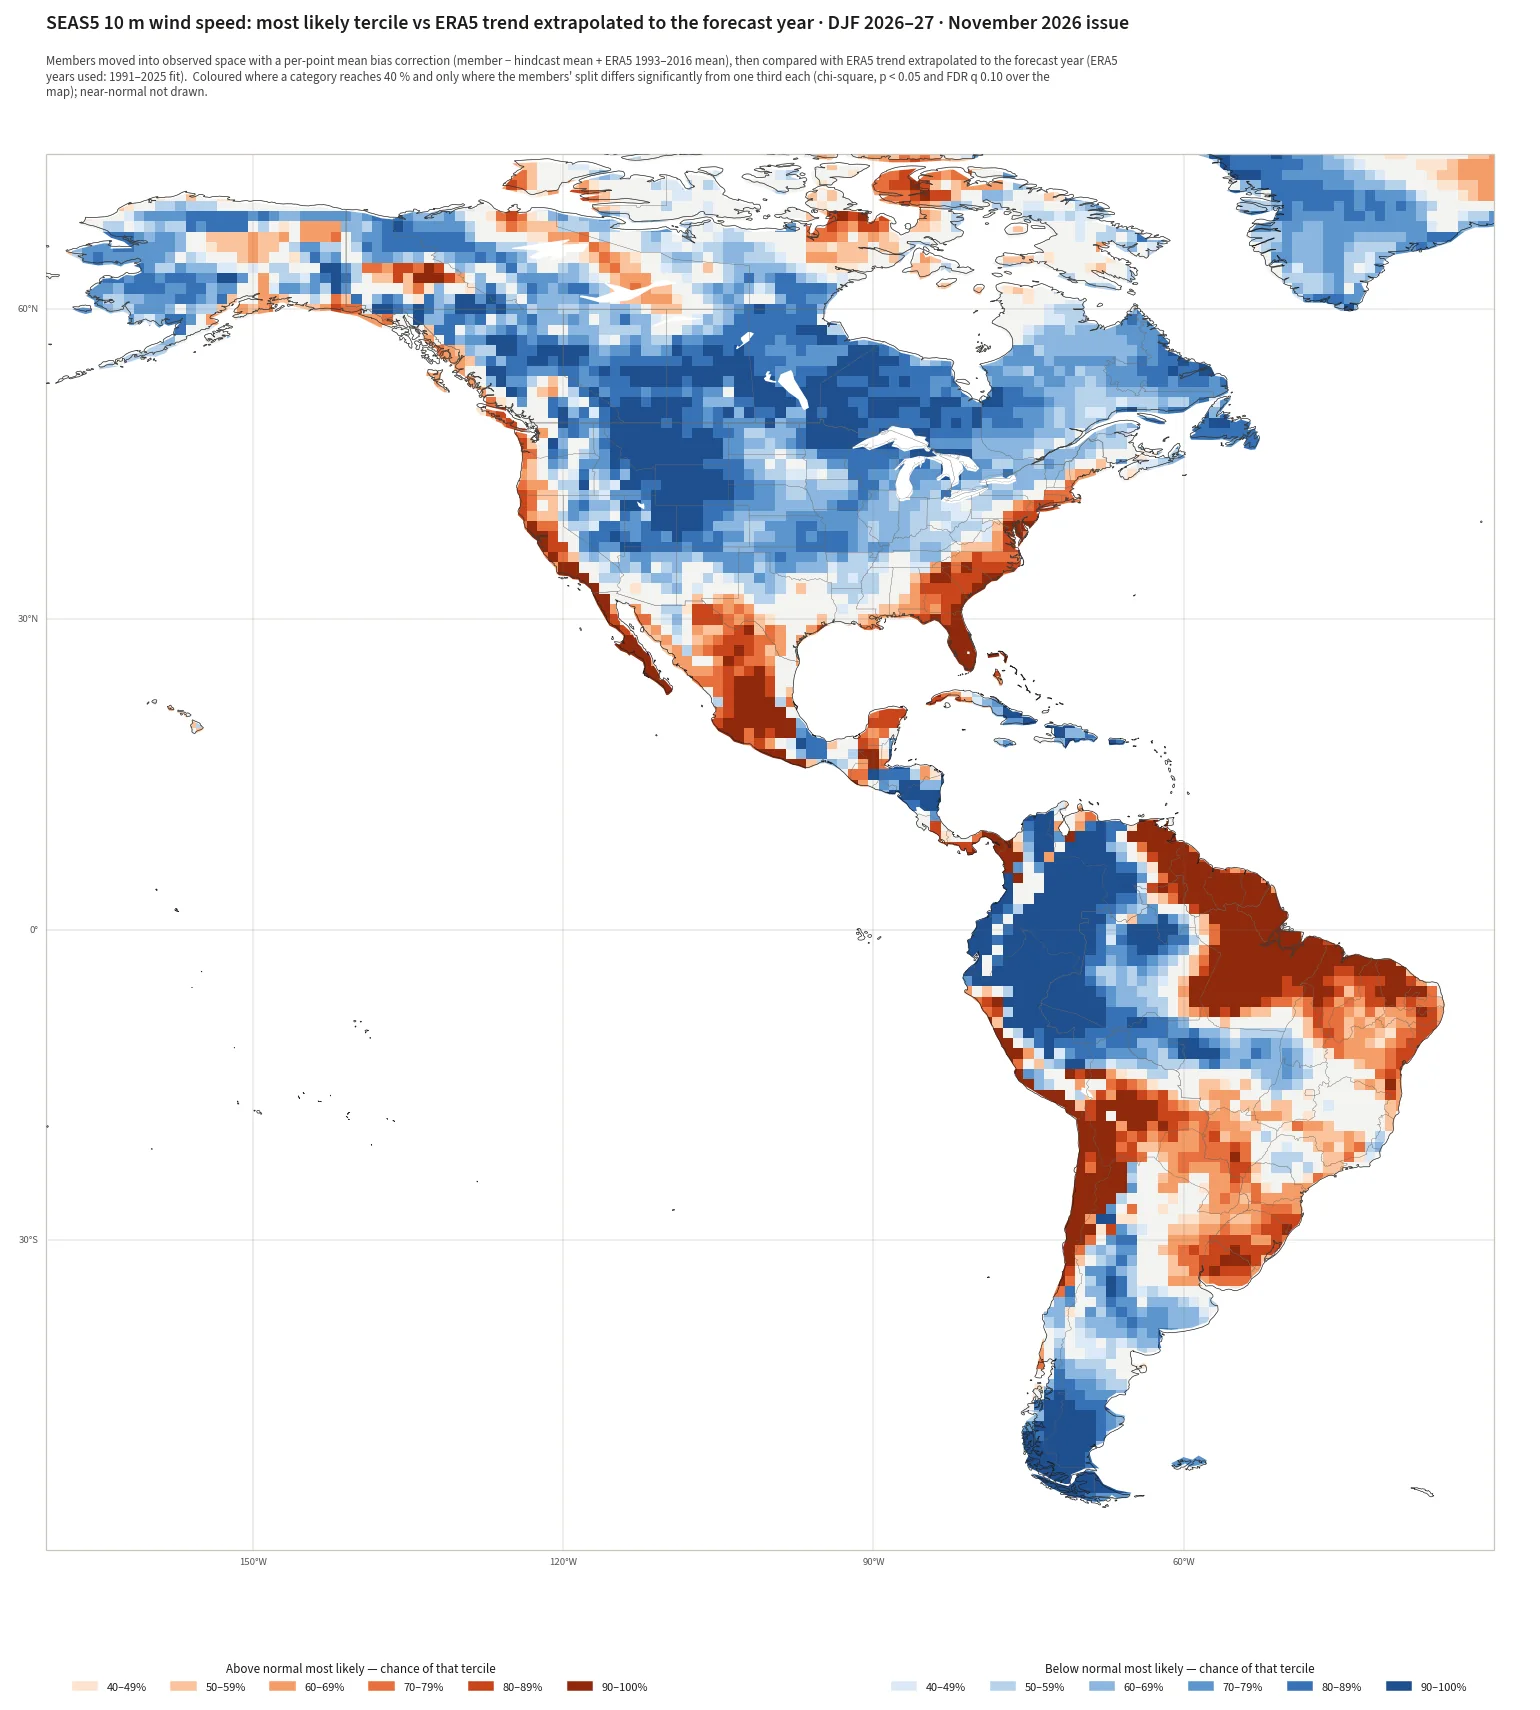 SEAS5 10 m wind speed: most likely tercile vs ERA5 trend extrapolated to the forecast year · DJF 2026–27 · November 2026 issue
Members moved into observed space with a per-point mean bias correction (member − hindcast mean + ERA5 1993–2016 mean), then compared with ERA5 trend extrapolated to the forecast year (ERA5
years used: 1991–2025 fit). Coloured where a category reaches 40 % and only where the members' split differs significantly from one third each (chi-square, p < 0.05 and FDR q 0.10 over the
map); near-normal not drawn.
60°N
30°N
0°
30°S
150°W 120°W 90°W 60°W
Above normal most likely — chance of that tercile
40–49% 50–59% 60–69% 70–79% 80–89% 90–100%
Below normal most likely — chance of that tercile
40–49% 50–59% 60–69% 70–79% 80–89% 90–100%